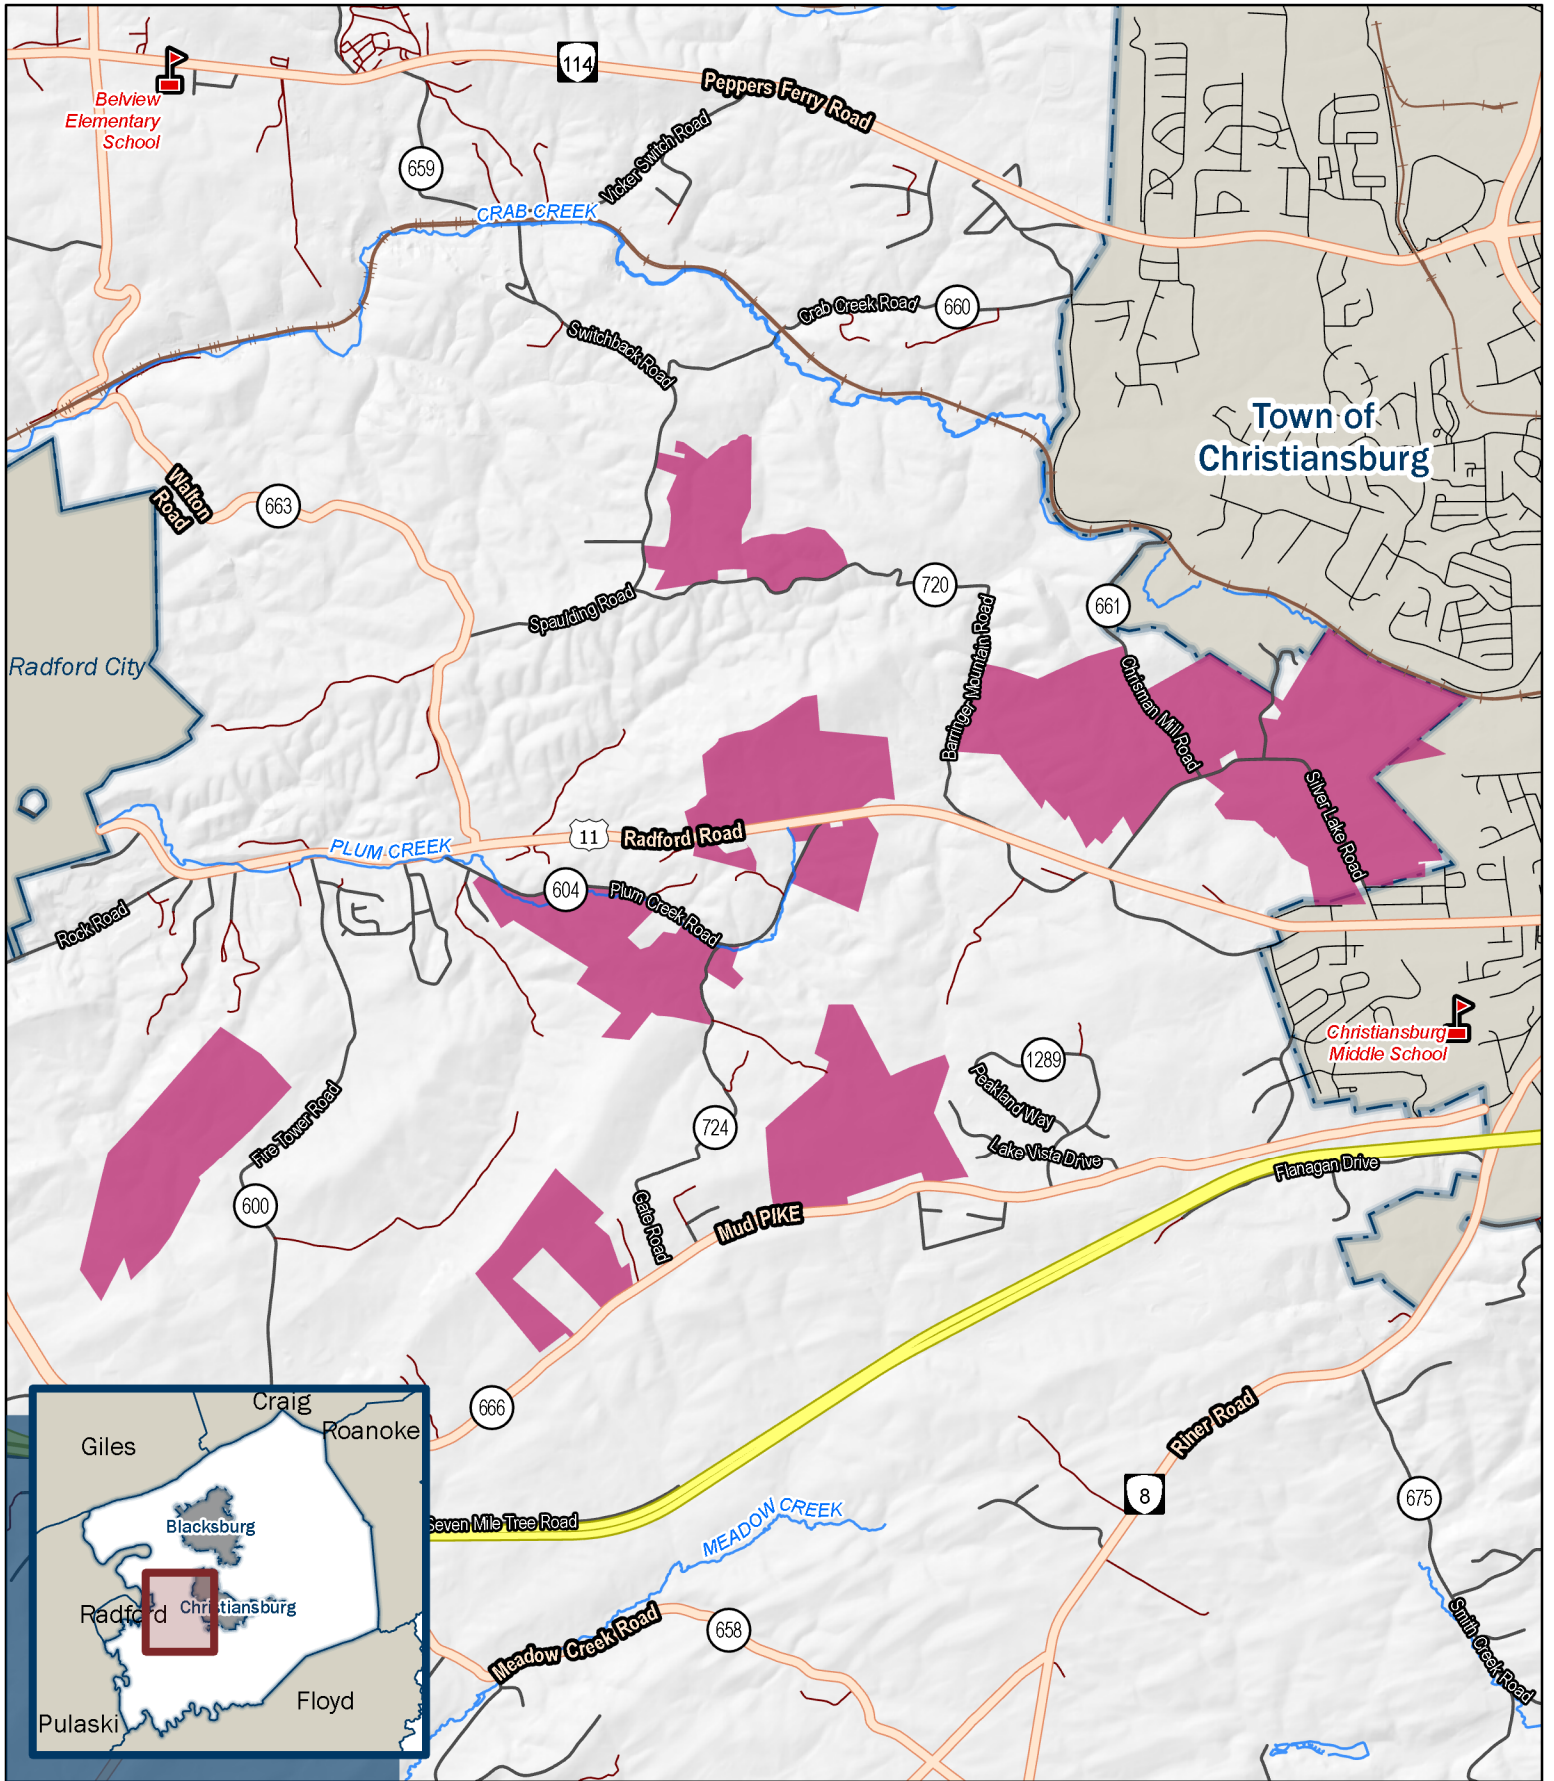 114
Peppers Ferry Road
Belview
Elementary
School
659
Vicker Switch Road
CRAB CREEK
Crab Creek Road
660
Switchback Road
Town of
Christiansburg
Walton
Road
663
720
661
Spaulding Road
Barringer Mountain Road
Radford City
Chrisman Mill Road
Silver Lake Road
11
Radford Road
PLUM CREEK
604
Plum Creek Road
Rock Road
Christiansburg
Middle School
1289
Peakland Way
724
Lake Vista Drive
Fire Tower Road
Flanagan Drive
600
Gate Road
Mud PIKE
666
Riner Road
8
675
Seven Mile Tree Road
MEADOW CREEK
Smith Creek Road
Meadow Creek Road
658
Craig
Roanoke
Giles
Blacksburg
Radford
Christiansburg
Floyd
Pulaski